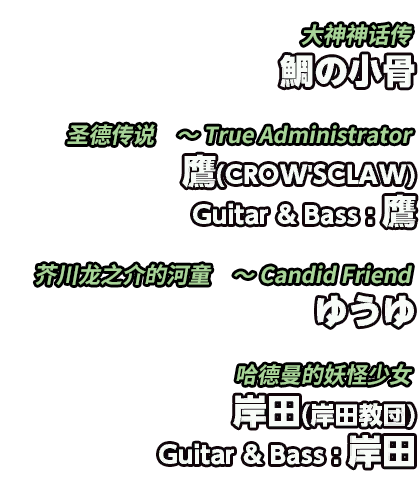 大神神话传
鯛の小骨
圣德传说　～ True Administrator
鷹(CROW'SCLAW)
Guitar & Bass : 鷹
芥川龙之介的河童　～ Candid Friend
ゆうゆ
哈德曼的妖怪少女
岸田(岸田教団)
Guitar & Bass : 岸田